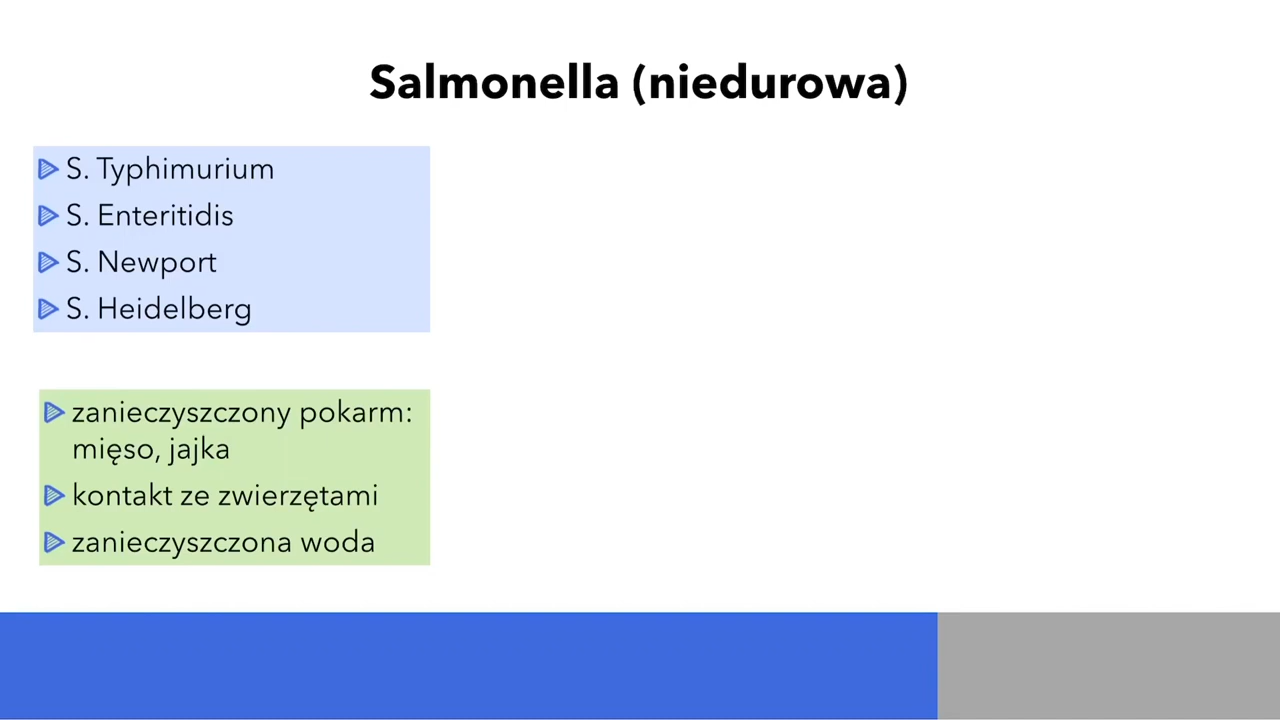 Salmonella (niedurowa)
S. Typhimurium
S. Enteritidis
S. Newport
S. Heidelberg
zanieczyszczony pokarm:
mięso, jajka
kontakt ze zwierzętami
zanieczyszczona woda